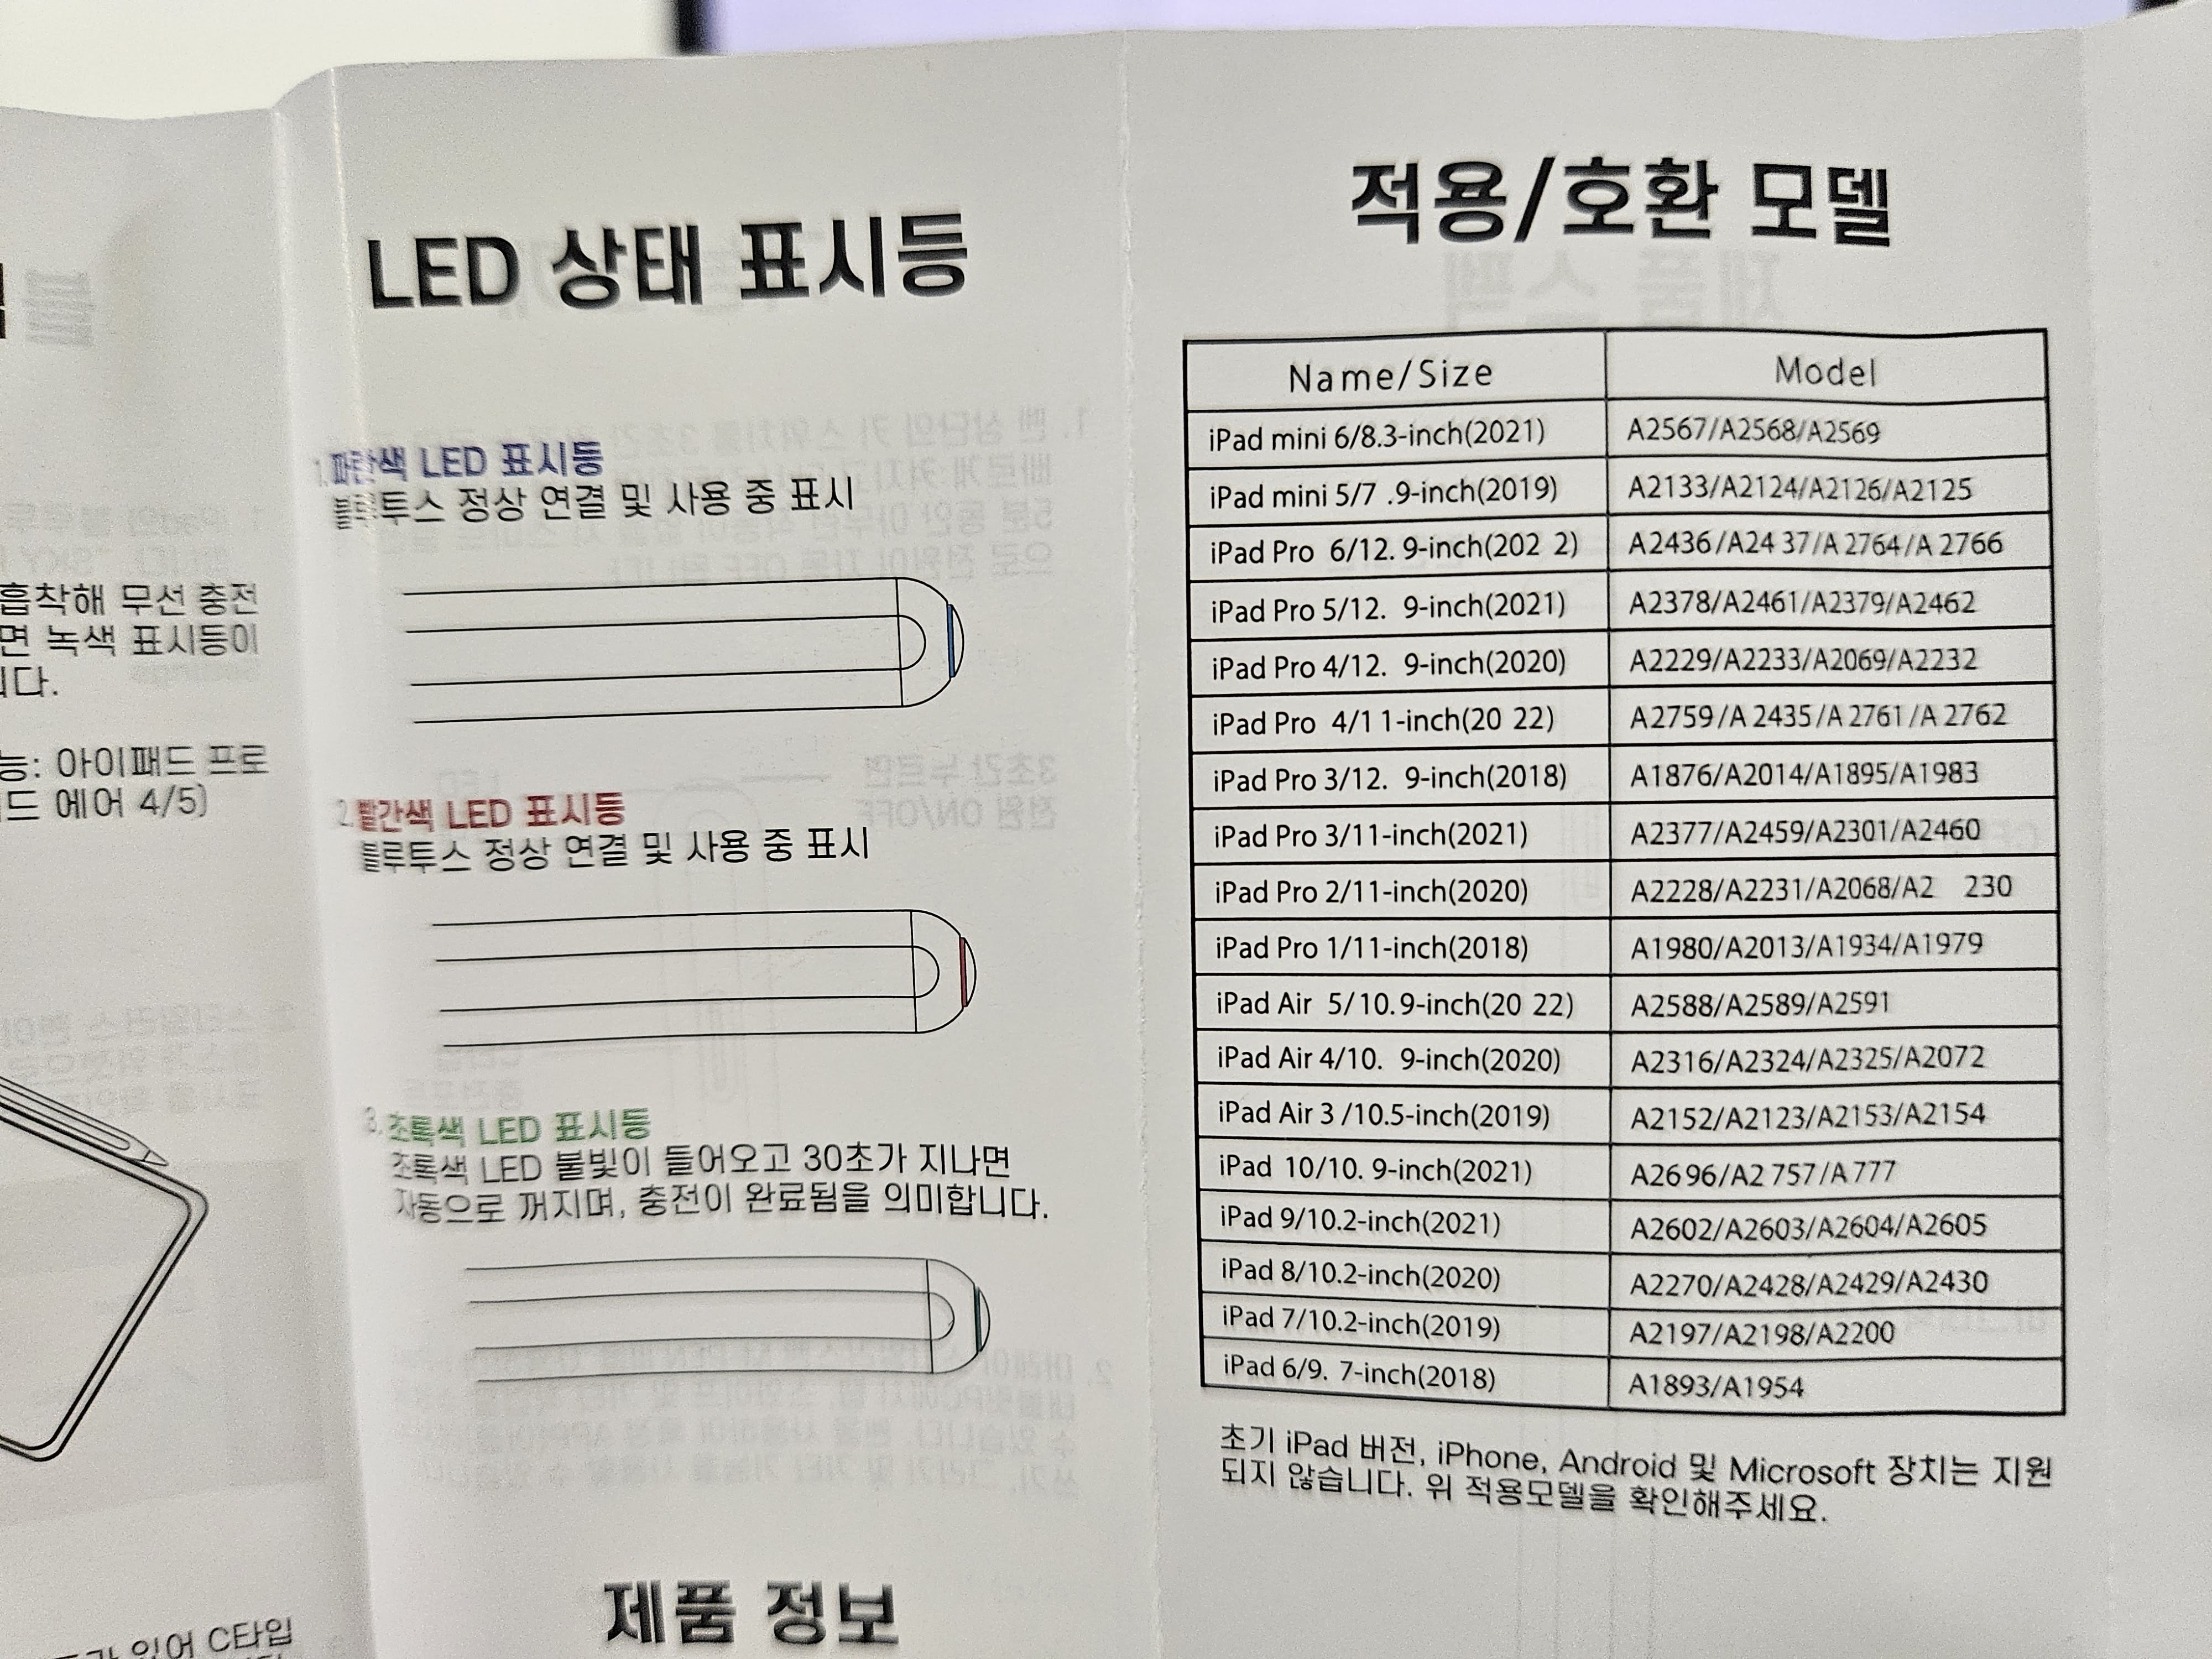 흡착해 무선 충전
면 녹색 표시등이
니다.
능: 아이패드 프로
드 에어 4/5)
있어 C타입
LED 상태 표시등
1.파란색 LED 표시등
블루투스 정상 연결 및 사용 중 표시
2.빨간색 LED 표시등
블루투스 정상 연결 및 사용 중 표시
3.초록색 LED 표시등
초록색 LED 불빛이 들어오고 30초가 지나면
자동으로 꺼지며, 충전이 완료됨을 의미합니다.
제품 정보
적용/호환 모델
Name/Size Model
iPad mini 6/8.3-inch(2021) A2567/A2568/A2569
iPad mini 5/7 .9-inch(2019) A2133/A2124/A2126/A2125
iPad Pro 6/12. 9-inch(202 2) A2436/A24 37/A 2764/A 2766
iPad Pro 5/12. 9-inch(2021) A2378/A2461/A2379/A2462
iPad Pro 4/12. 9-inch(2020) A2229/A2233/A2069/A2232
iPad Pro 4/1 1-inch(20 22) A2759/A 2435/A 2761/A 2762
iPad Pro 3/12. 9-inch(2018) A1876/A2014/A1895/A1983
iPad Pro 3/11-inch(2021) A2377/A2459/A2301/A2460
iPad Pro 2/11-inch(2020) A2228/A2231/A2068/A2 230
iPad Pro 1/11-inch(2018) A1980/A2013/A1934/A1979
iPad Air 5/10.9-inch(20 22) A2588/A2589/A2591
iPad Air 4/10. 9-inch(2020) A2316/A2324/A2325/A2072
iPad Air 3 /10.5-inch(2019) A2152/A2123/A2153/A2154
iPad 10/10. 9-inch(2021) A26 96/A2 757/A 777
iPad 9/10.2-inch(2021) A2602/A2603/A2604/A2605
iPad 8/10.2-inch(2020) A2270/A2428/A2429/A2430
iPad 7/10.2-inch(2019) A2197/A2198/A2200
iPad 6/9. 7-inch(2018) A1893/A1954
초기 iPad 버전, iPhone, Android 및 Microsoft 장치는 지원
되지 않습니다. 위 적용모델을 확인해주세요.